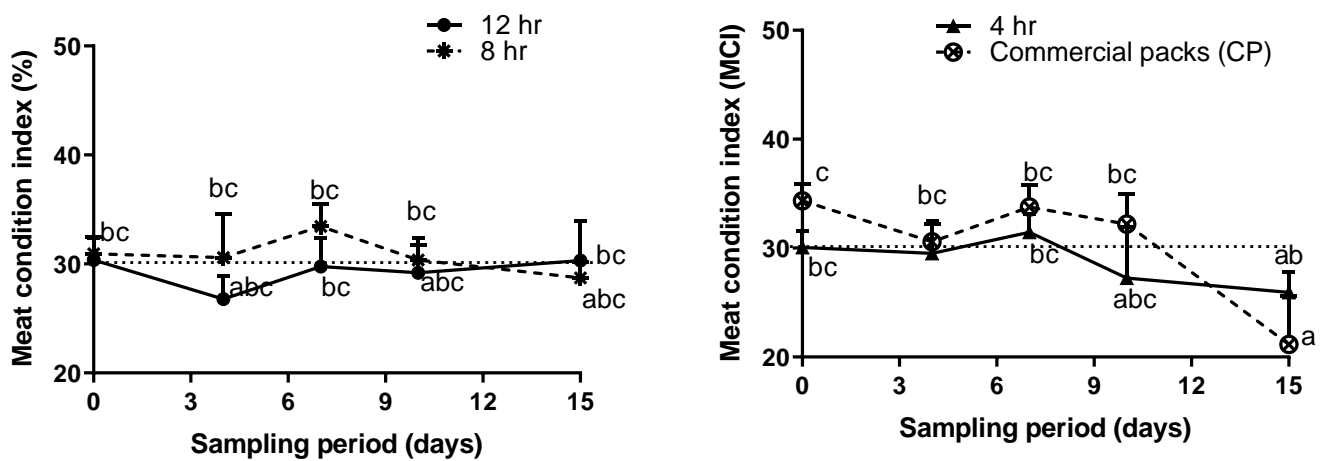 12 hr
8 hr
Meat condition index (%)
50
40
30
20
bc
bc
bc
bc
bc
abc
bc
abc
abc
0
3
6
9
12
15
Sampling period (days)
4 hr
Commercial packs (CP)
Meat condition index (MCI)
50
40
30
20
c
bc
bc
bc
ab
bc
bc
abc
a
0
3
6
9
12
15
Sampling period (days)